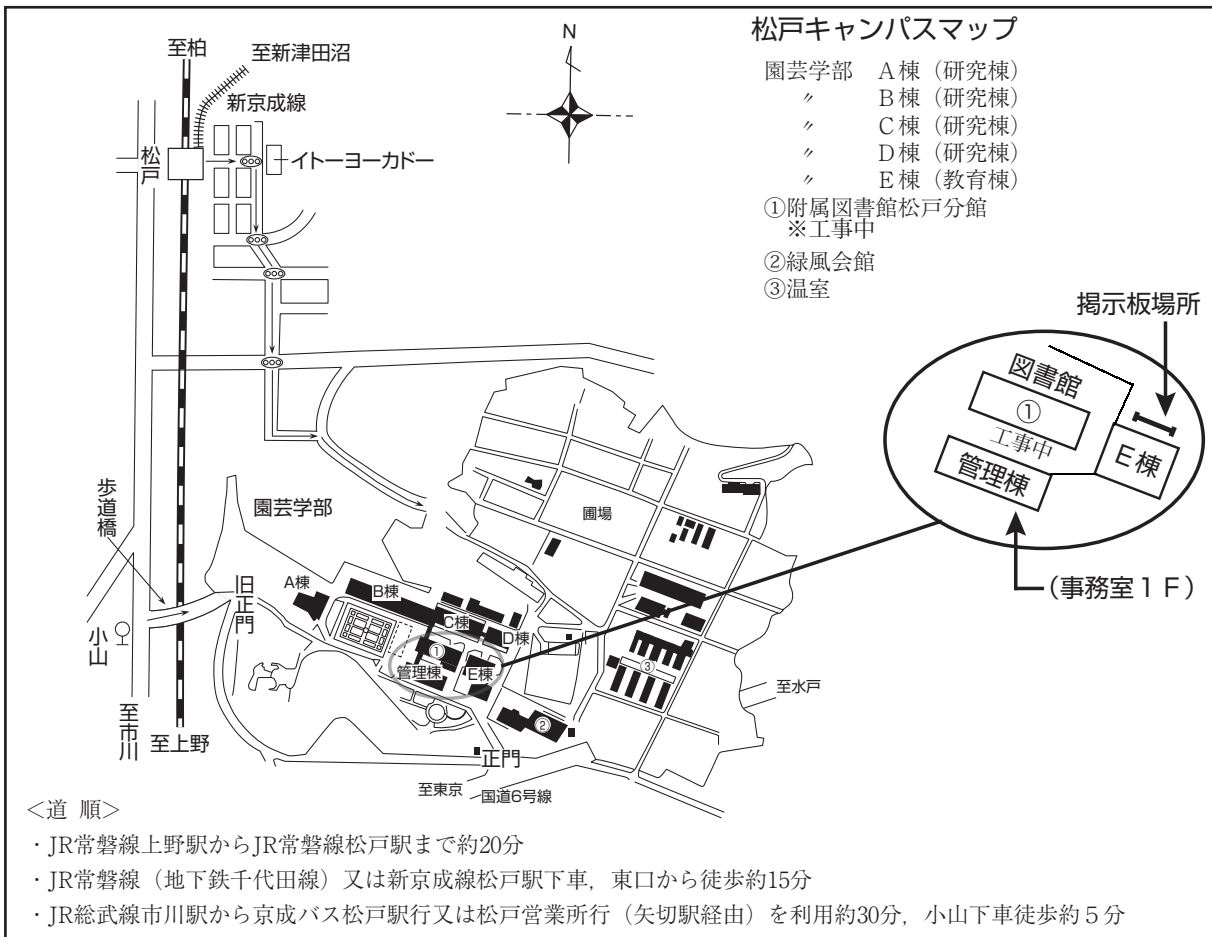 松戸キャンパスマップ
園芸学部 A棟（研究棟）
〃 B棟（研究棟）
〃 C棟（研究棟）
〃 D棟（研究棟）
〃 E棟（教育棟）
①附属図書館松戸分館
※工事中
②緑風会館
③温室
N
至柏
至新津田沼
新京成線
松戸
イトーヨーカドー
掲示板場所
図書館
①
工事中
管理棟
E棟
(事務室1F)
歩道橋
園芸学部
圃場
旧正門
A棟
B棟
C棟
D棟
①
管理棟
E棟
③
②
小山
至市川
至上野
正門
至水戸
至東京
国道6号線
＜道 順＞
・JR常磐線上野駅からJR常磐線松戸駅まで約20分
・JR常磐線（地下鉄千代田線）又は新京成線松戸駅下車，東口から徒歩約15分
・JR総武線市川駅から京成バス松戸駅行又は松戸営業所行（矢切駅経由）を利用約30分，小山下車徒歩約５分